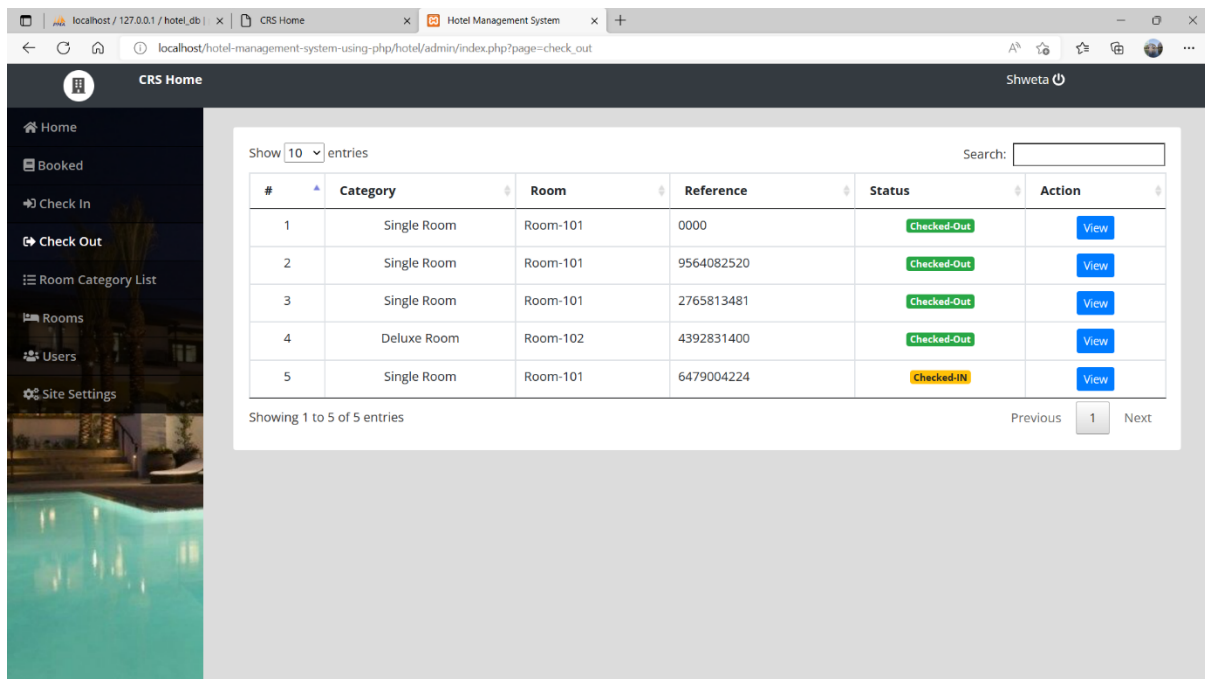 localhost / 127.0.0.1 / hotel_db |
CRS Home
Hotel Management System
localhost/hotel-management-system-using-php/hotel/admin/index.php?page=check_out
CRS Home
Shweta
Home
Booked
Check In
Check Out
Room Category List
Rooms
Users
Site Settings
Show 10 entries
Search:
# Category Room Reference Status Action
1 Single Room Room-101 0000 Checked-Out View
2 Single Room Room-101 9564082520 Checked-Out View
3 Single Room Room-101 2765813481 Checked-Out View
4 Deluxe Room Room-102 4392831400 Checked-Out View
5 Single Room Room-101 6479004224 Checked-IN View
Showing 1 to 5 of 5 entries
Previous 1 Next